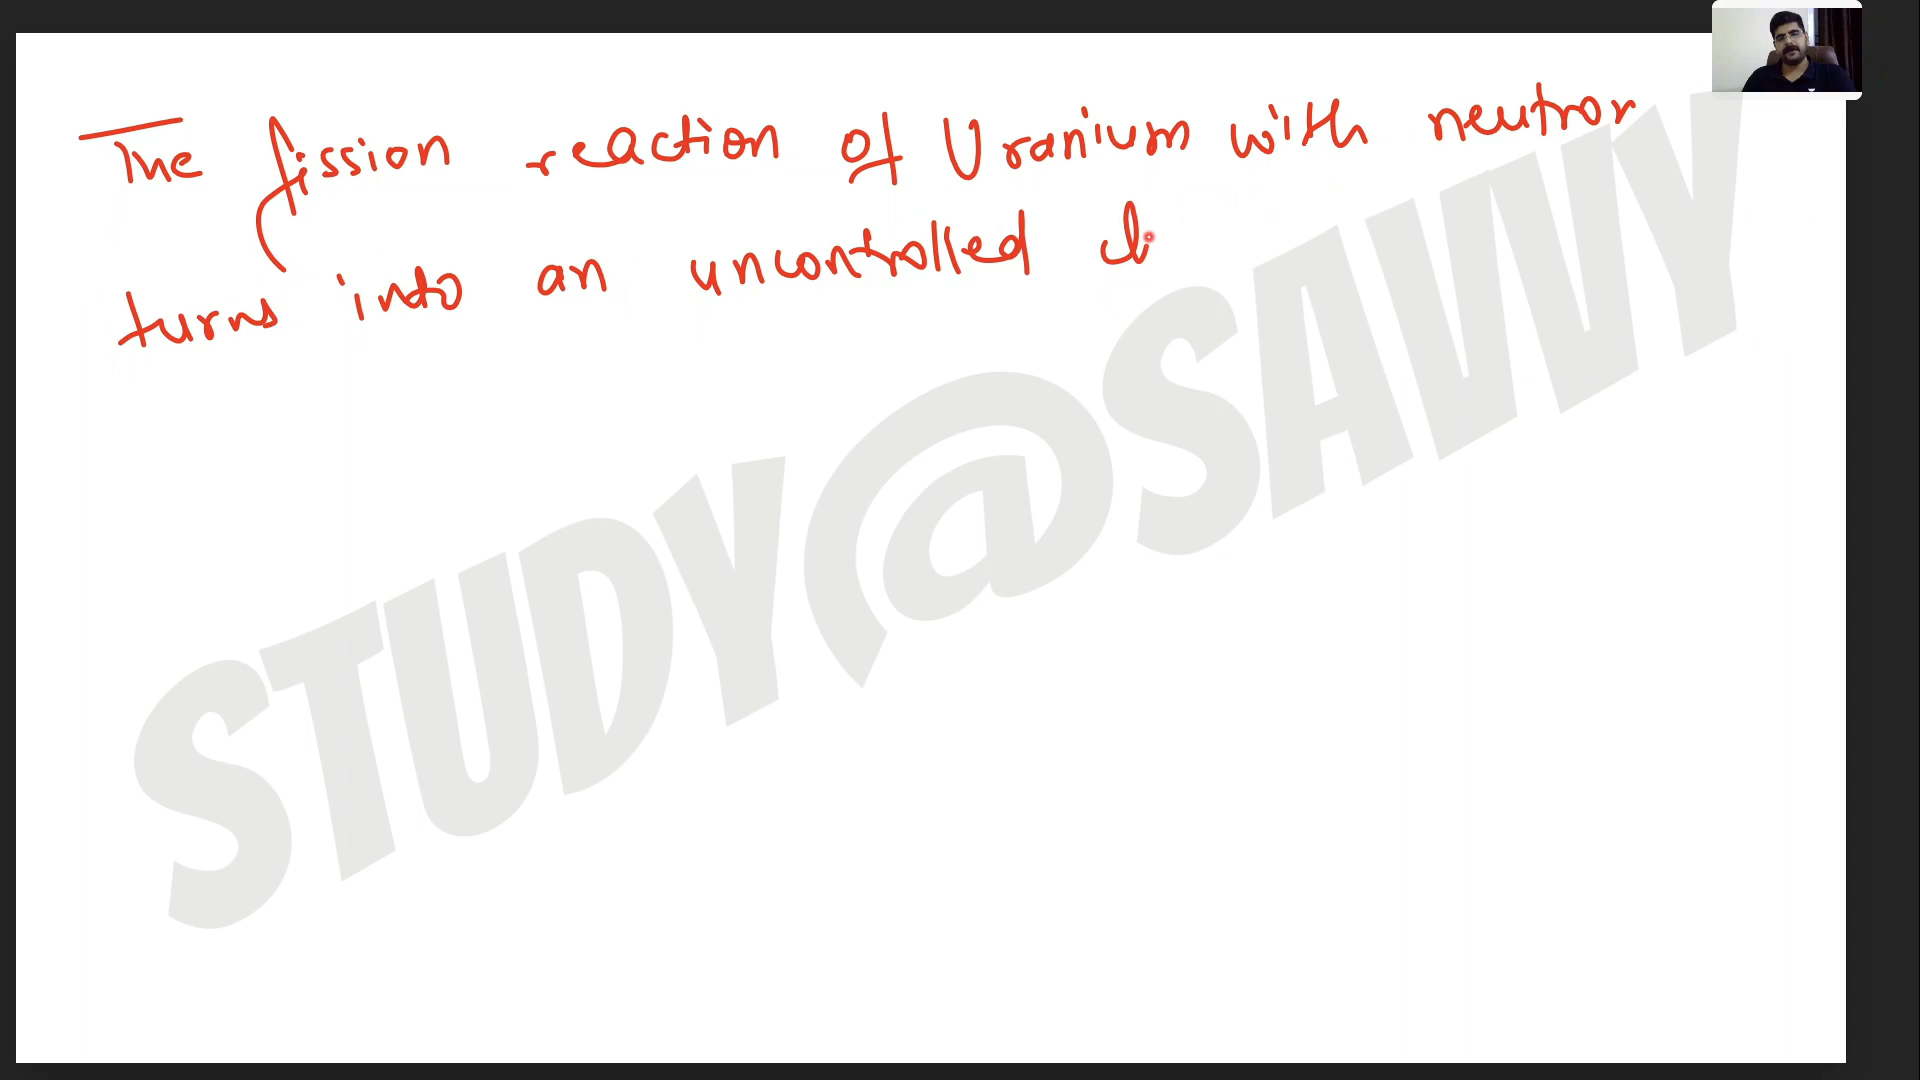 The fission reaction of Uranium with neutron
turns into an uncontrolled
STUDY@SAVVY